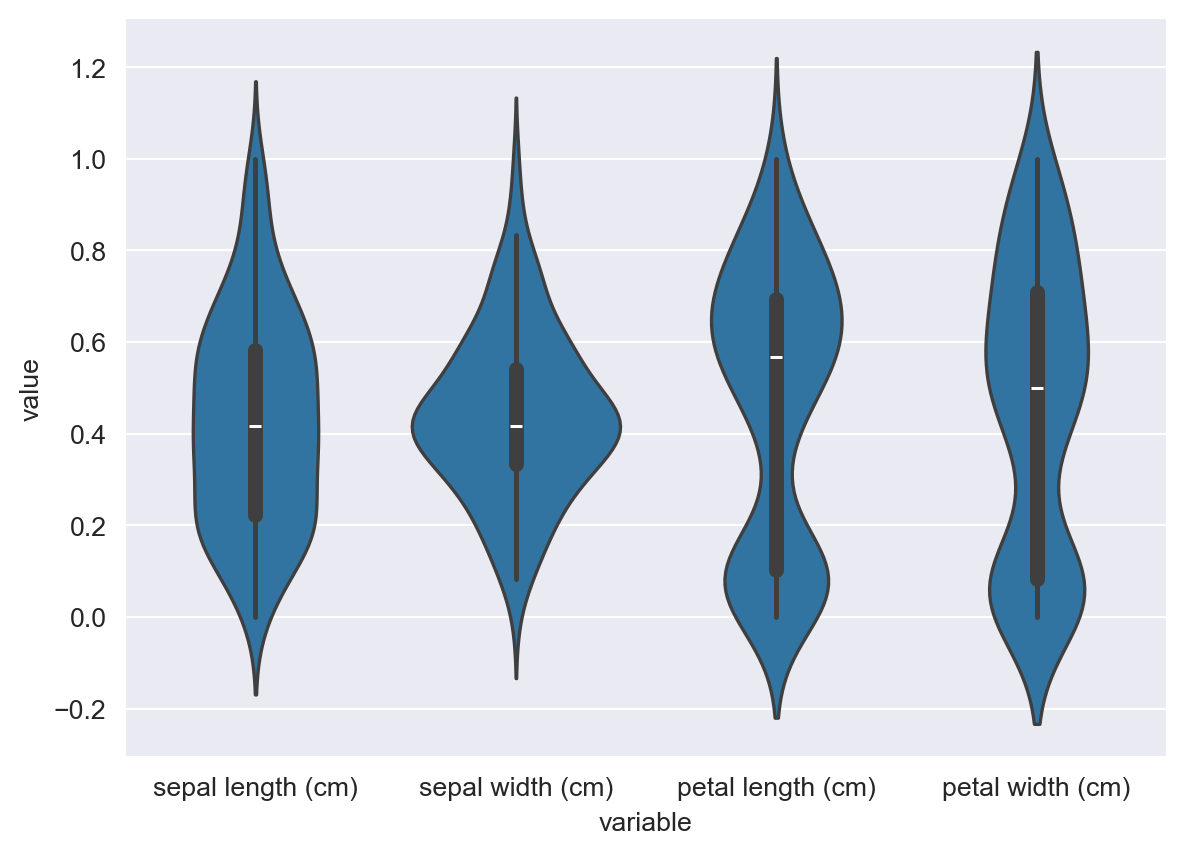 1.2
1.0
0.8
0.6
0.4
0.2
0.0
−0.2
value
sepal length (cm) sepal width (cm) petal length (cm) petal width (cm)
variable